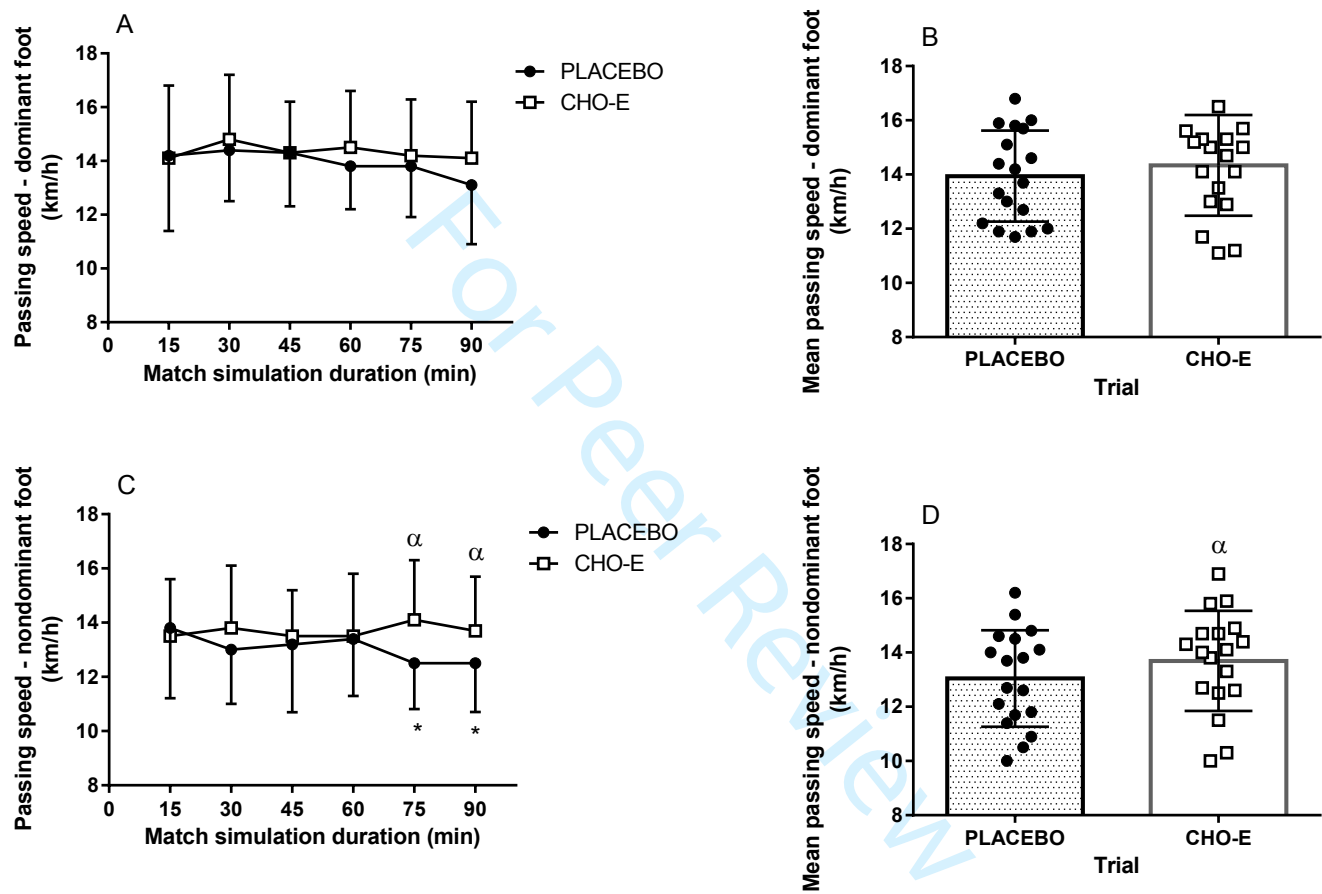 A
Passing speed - dominant foot
(km/h)
18
16
14
12
10
8
0 15 30 45 60 75 90
Match simulation duration (min)
PLACEBO
CHO-E
B
Mean passing speed - dominant foot
(km/h)
18
16
14
12
10
8
PLACEBO CHO-E
Trial
C
Passing speed - nondominant foot
(km/h)
18
16
14
12
10
8
α α
* *
0 15 30 45 60 75 90
Match simulation duration (min)
PLACEBO
CHO-E
D
Mean passing speed - nondominant foot
(km/h)
18
16
14
12
10
8
α
PLACEBO CHO-E
Trial
For Peer Review